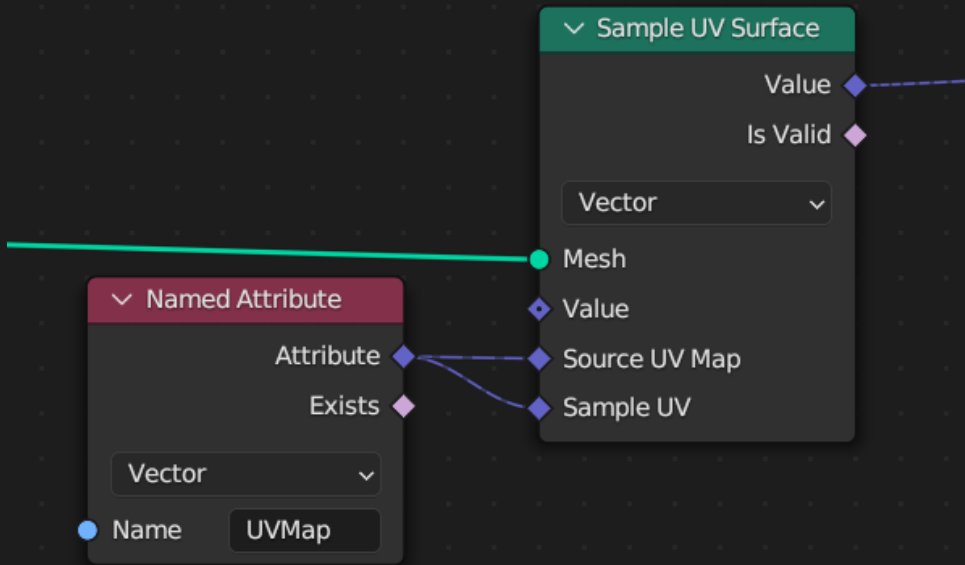 Sample UV Surface
Value
Is Valid
Vector
Mesh
Value
Source UV Map
Sample UV
Named Attribute
Attribute
Exists
Vector
Name UVMap